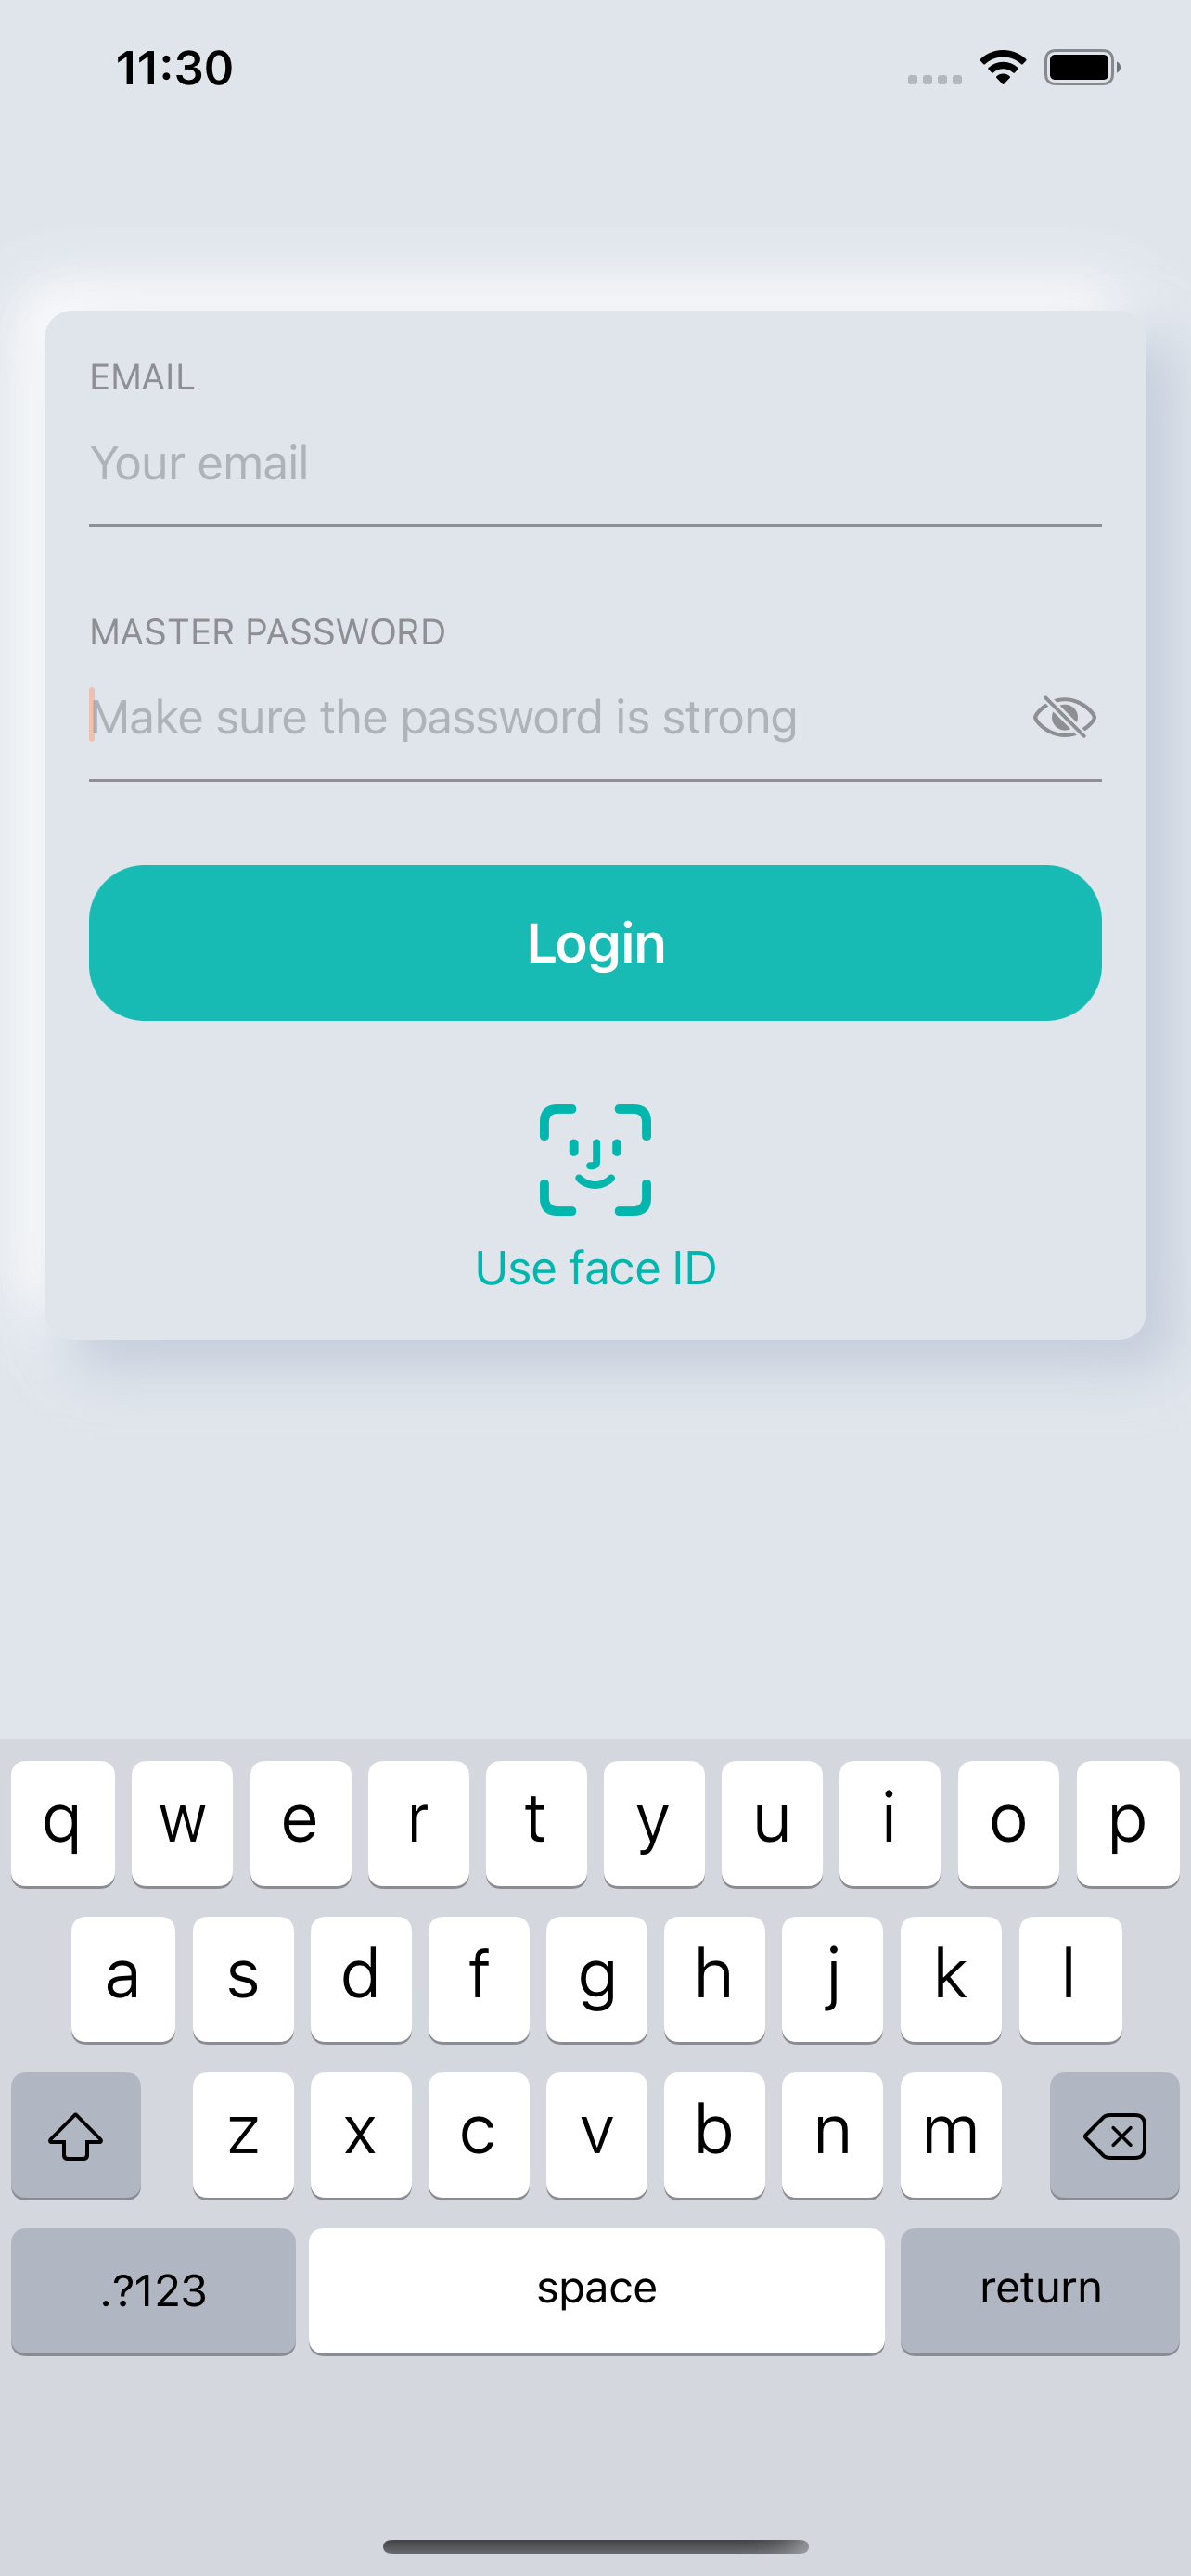 11:30
EMAIL
Your email
MASTER PASSWORD
Make sure the password is strong
Login
Use face ID
q w e r t y u i o p
a s d f g h j k l
z x c v b n m
.?123 space return